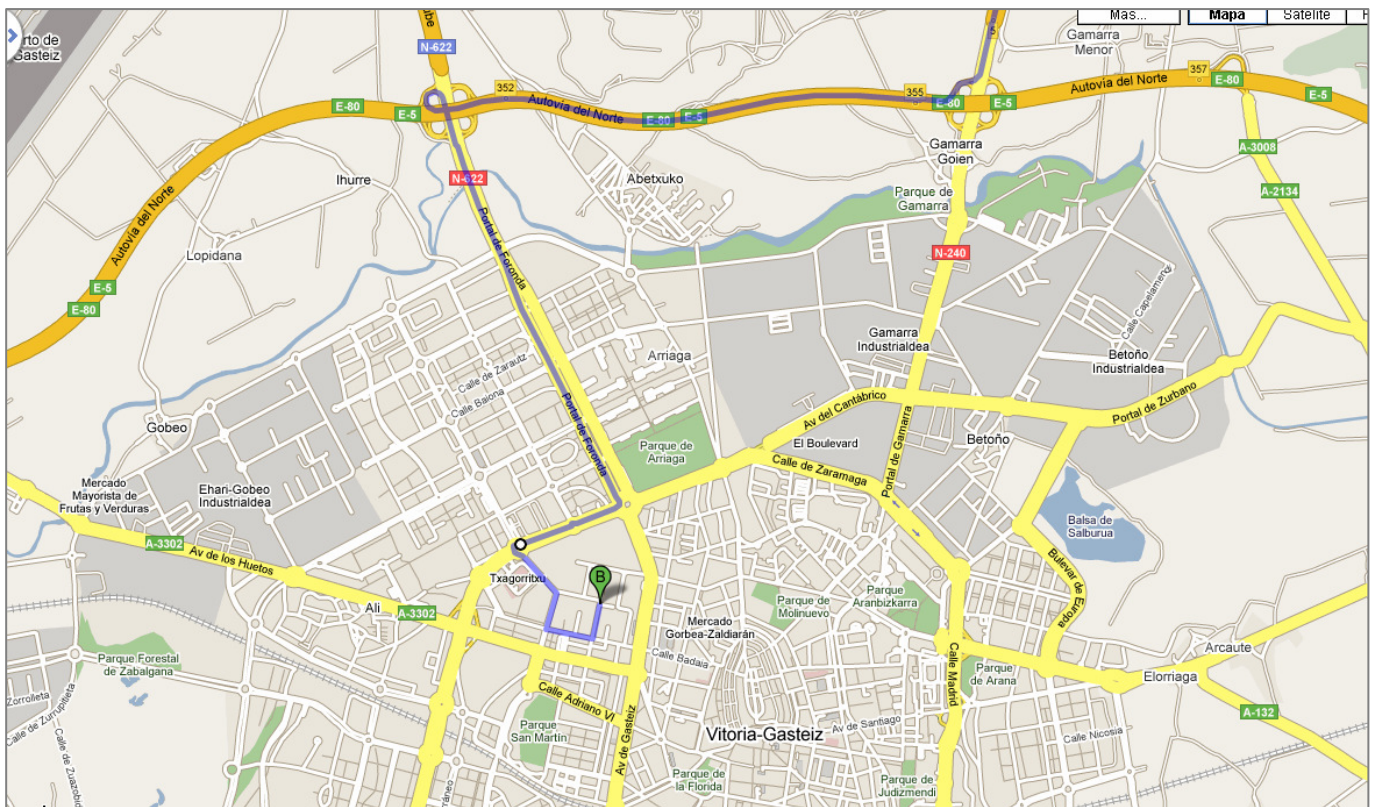 Mas...
Mapa
Satelite
Gamarra
Menor
N-622
352
355
357
E-80
E-5
Autovía del Norte
E-80
E-5
E-80
E-5
Autovía del Norte
E-80
E-5
Gamarra
Goien
A-3008
A-2134
Ihurre
N-622
Abetxuko
Parque de
Gamarra
Autovía del Norte
Lopidana
Portal de Foronda
N-240
E-5
E-80
Calle Capelamendi
Gamarra
Industrialdea
Betoño
Industrialdea
Arriaga
Calle de Zarautz
Calle Baiona
Portal de Foronda
Av del Cantábrico
Portal de Zurbano
Gobeo
Parque de
Arriaga
El Boulevard
Portal de Gamarra
Betoño
Calle de Zaramaga
Mercado
Mayorista de
Frutas y Verduras
Ehari-Gobeo
Industrialdea
Balsa de
Salburua
A-3302
Av de los Huetos
Txagorritxu
B
Bulevar de Europa
Ali
A-3302
Parque de
Molinuevo
Parque
Aranbizkarra
Mercado
Gorbea-Zaldiarán
Calle Badaia
Parque Forestal
de Zabalgana
Calle Madrid
Parque
de Arana
Arcaute
Elorriaga
Zorrolleta
Calle de Zurrupitieta
Calle de Zuazobidea
Calle Adriano VI
Parque
San Martín
Av de Gasteiz
Vitoria-Gasteiz
Av de Santiago
Calle Nicosia
A-132
Parque de
la Florida
Parque de
Judizmendi